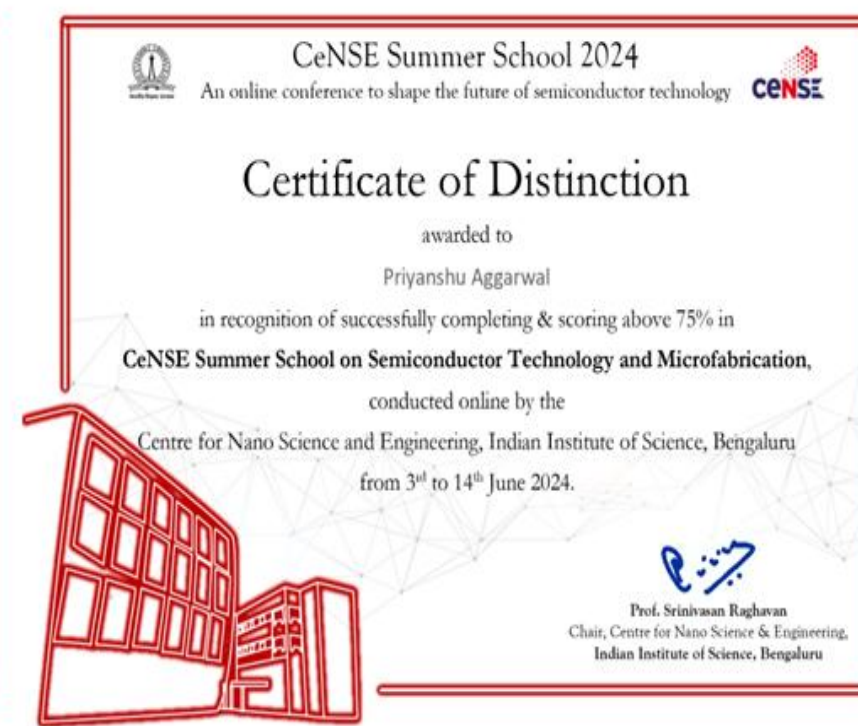 CeNSE Summer School 2024
An online conference to shape the future of semiconductor technology
CeNSE
Certificate of Distinction
awarded to
Priyanshu Aggarwal
in recognition of successfully completing & scoring above 75% in
CeNSE Summer School on Semiconductor Technology and Microfabrication,
conducted online by the
Centre for Nano Science and Engineering, Indian Institute of Science, Bengaluru
from 3rd to 14th June 2024.
Prof. Srinivasan Raghavan
Chair, Centre for Nano Science & Engineering,
Indian Institute of Science, Bengaluru